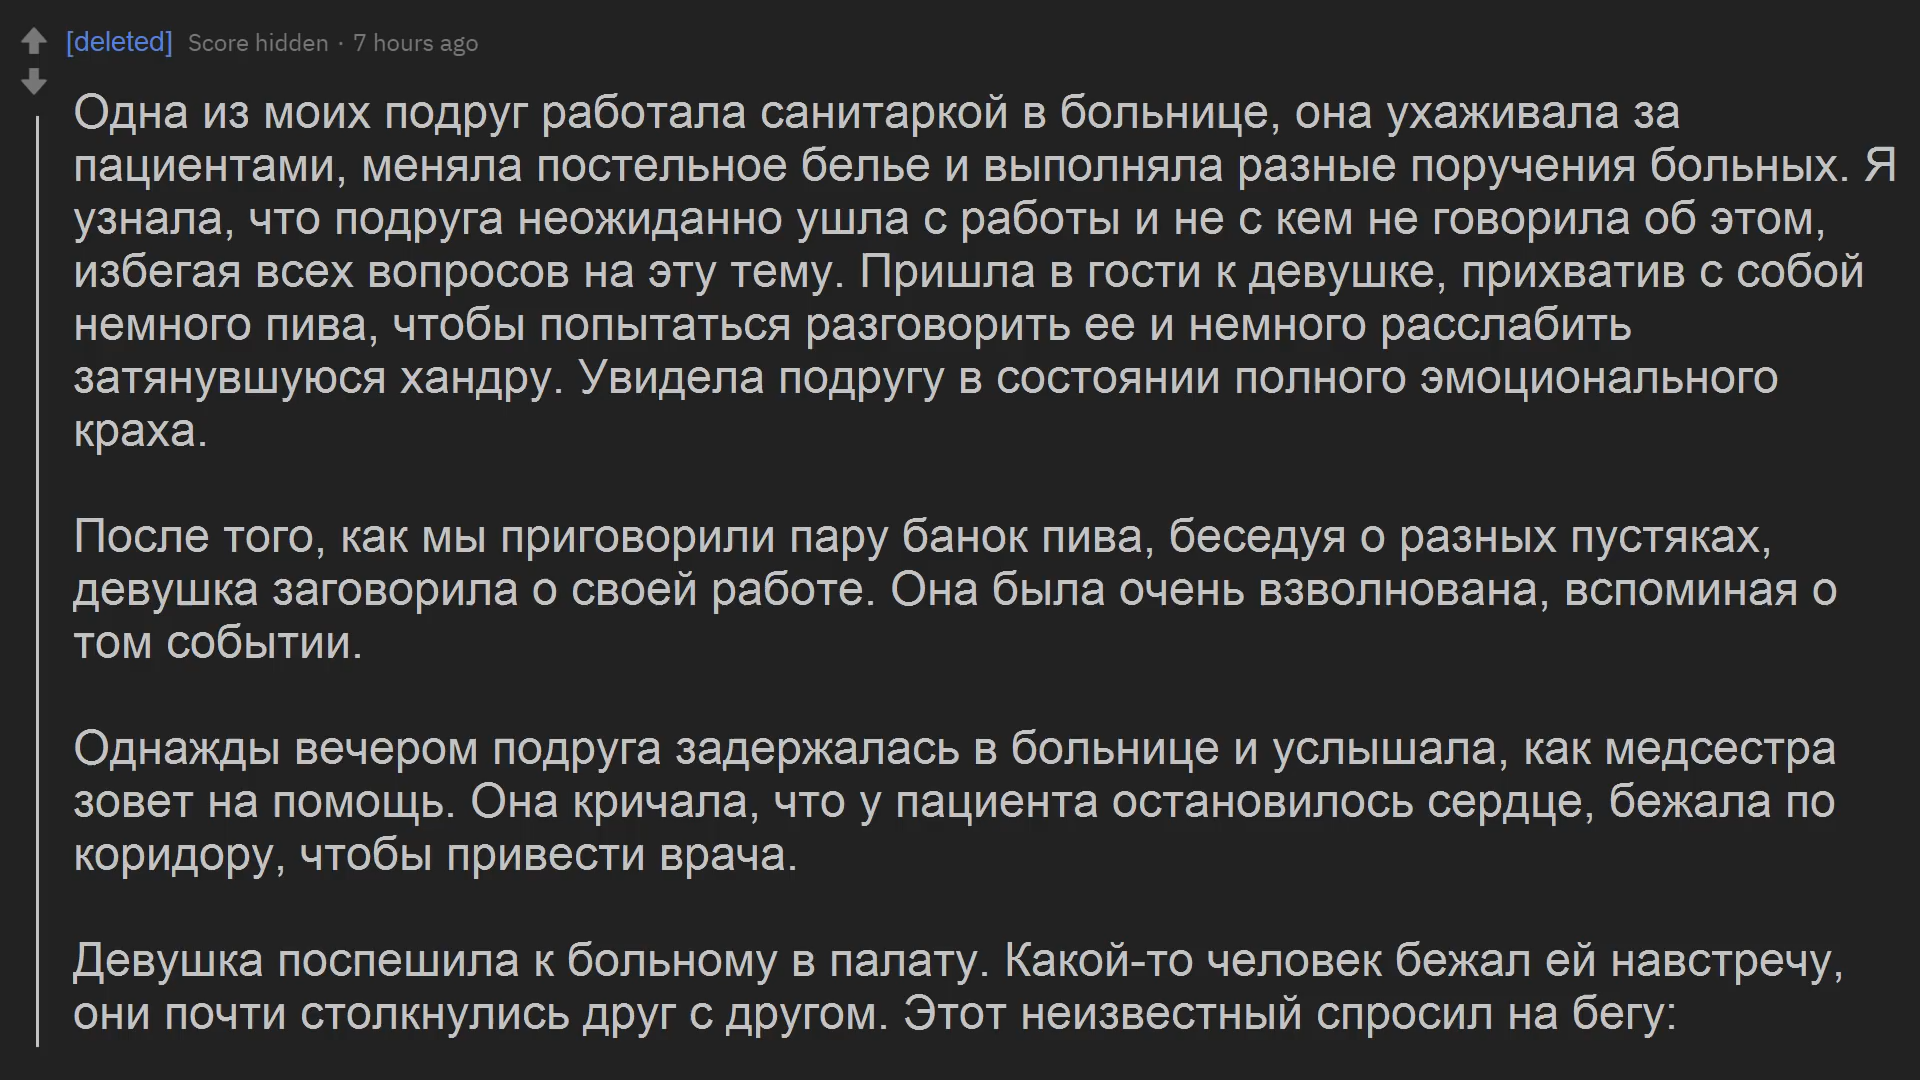 [deleted] Score hidden · 7 hours ago
Одна из моих подруг работала санитаркой в больнице, она ухаживала за
пациентами, меняла постельное белье и выполняла разные поручения больных. Я
узнала, что подруга неожиданно ушла с работы и не с кем не говорила об этом,
избегая всех вопросов на эту тему. Пришла в гости к девушке, прихватив с собой
немного пива, чтобы попытаться разговорить ее и немного расслабить
затянувшуюся хандру. Увидела подругу в состоянии полного эмоционального
краха.
После того, как мы приговорили пару банок пива, беседуя о разных пустяках,
девушка заговорила о своей работе. Она была очень взволнована, вспоминая о
том событии.
Однажды вечером подруга задержалась в больнице и услышала, как медсестра
зовет на помощь. Она кричала, что у пациента остановилось сердце, бежала по
коридору, чтобы привести врача.
Девушка поспешила к больному в палату. Какой-то человек бежал ей навстречу,
они почти столкнулись друг с другом. Этот неизвестный спросил на бегу: